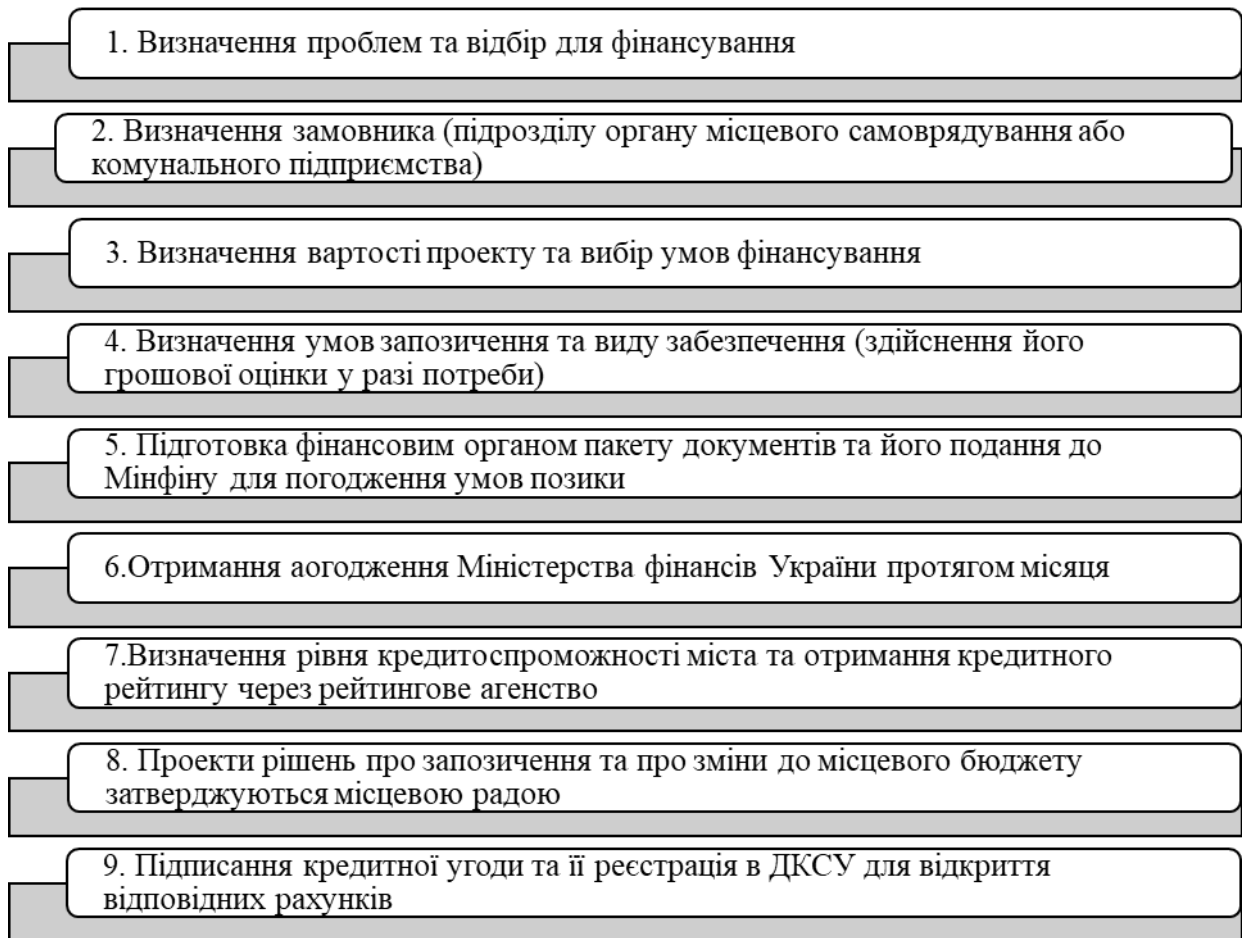 1. Визначення проблем та відбір для фінансування
2. Визначення замовника (підрозділу органу місцевого самоврядування або
комунального підприємства)
3. Визначення вартості проекту та вибір умов фінансування
4. Визначення умов запозичення та виду забезпечення (здійснення його
грошової оцінки у разі потреби)
5. Підготовка фінансовим органом пакету документів та його подання до
Мінфіну для погодження умов позики
6.Отримання аогодження Міністерства фінансів України протягом місяця
7.Визначення рівня кредитоспроможності міста та отримання кредитного
рейтингу через рейтингове агенство
8. Проекти рішень про запозичення та про зміни до місцевого бюджету
затверджуються місцевою радою
9. Підписання кредитної угоди та її реєстрація в ДКСУ для відкриття
відповідних рахунків